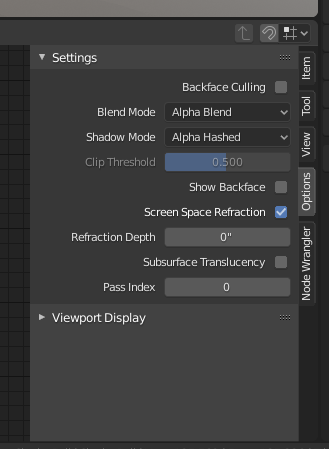 Settings
Backface Culling
Blend Mode Alpha Blend
Shadow Mode Alpha Hashed
Clip Threshold 0.500
Show Backface
Screen Space Refraction
Refraction Depth 0"
Subsurface Translucency
Pass Index 0
Viewport Display
Item
Tool
View
Options
Node Wrangler